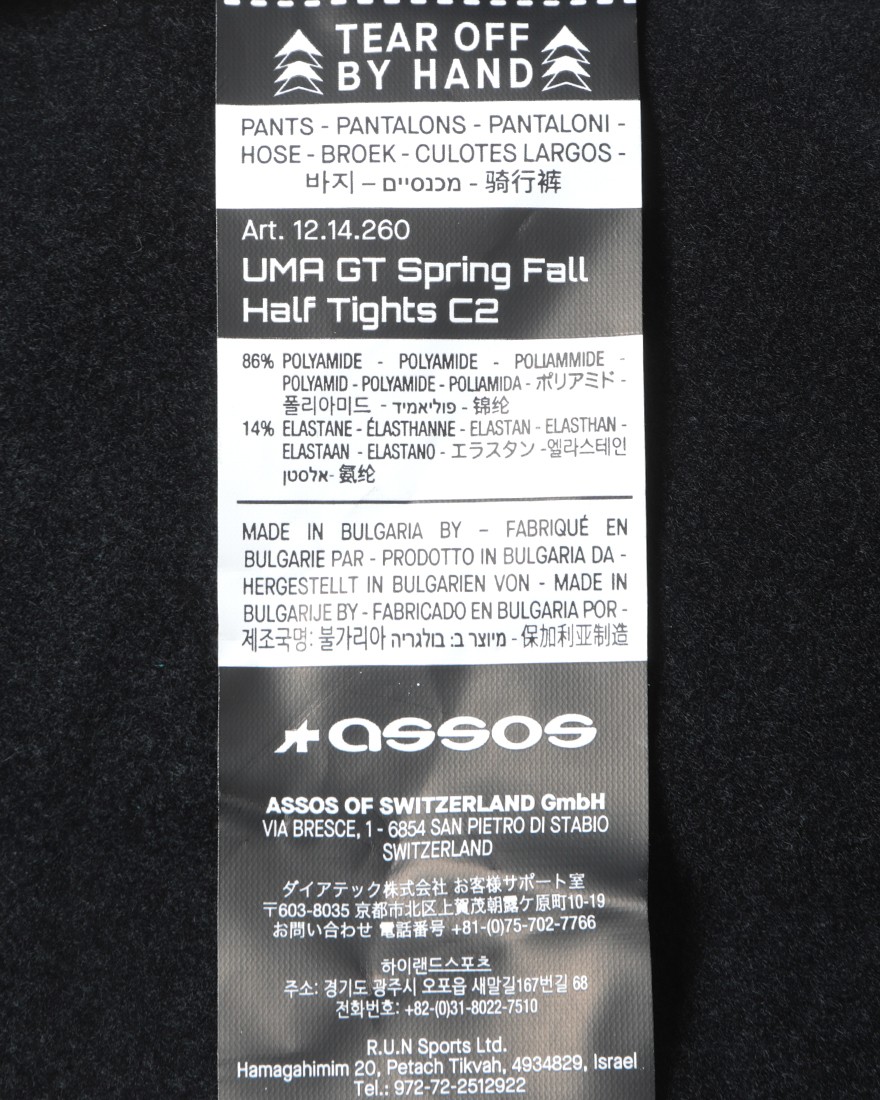 TEAR OFF
BY HAND
PANTS - PANTALONS - PANTALONI -
HOSE - BROEK - CULOTES LARGOS -
바지 – מכנסיים - 骑行裤
Art. 12.14.260
UMA GT Spring Fall
Half Tights C2
86% POLYAMIDE - POLYAMIDE - POLIAMMIDE -
POLYAMID - POLYAMIDE - POLIAMIDA - ポリアミド -
폴리아미드 - פוליאמיד - 锦纶
14% ELASTANE - ÉLASTHANNE - ELASTAN - ELASTHAN -
ELASTAAN - ELASTANO - エラスタン -엘라스테인
אלסטן- 氨纶
MADE IN BULGARIA BY – FABRIQUÉ EN
BULGARIE PAR - PRODOTTO IN BULGARIA DA -
HERGESTELLT IN BULGARIEN VON - MADE IN
BULGARIJE BY - FABRICADO EN BULGARIA POR -
제조국명: 불가리아 מיוצר ב: בולגריה - 保加利亚制造
assos
ASSOS OF SWITZERLAND GmbH
VIA BRESCE, 1 - 6854 SAN PIETRO DI STABIO
SWITZERLAND
ダイアテック株式会社 お客様サポート室
〒603-8035 京都市北区上賀茂朝露ケ原町10-19
お問い合わせ 電話番号 +81-(0)75-702-7766
하이랜드스포츠
주소: 경기도 광주시 오포읍 새말길167번길 68
전화번호: +82-(0)31-8022-7510
R.U.N Sports Ltd.
Hamagahimim 20, Petach Tikvah, 4934829, Israel
Tel.: 972-72-2512922